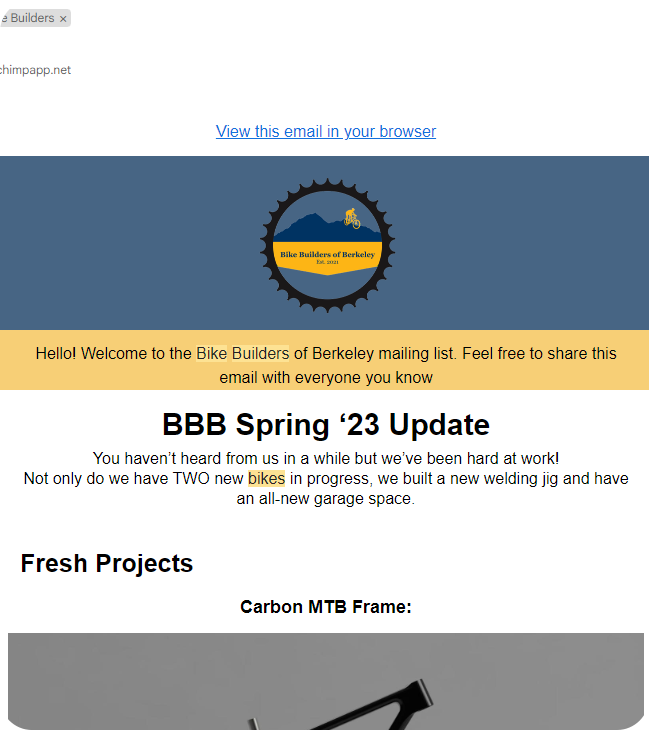 Builders ×
chimpapp.net
View this email in your browser
Bike Builders of Berkeley
Est. 2021
Hello! Welcome to the Bike Builders of Berkeley mailing list. Feel free to share this
email with everyone you know
BBB Spring ‘23 Update
You haven’t heard from us in a while but we’ve been hard at work!
Not only do we have TWO new bikes in progress, we built a new welding jig and have
an all-new garage space.
Fresh Projects
Carbon MTB Frame: